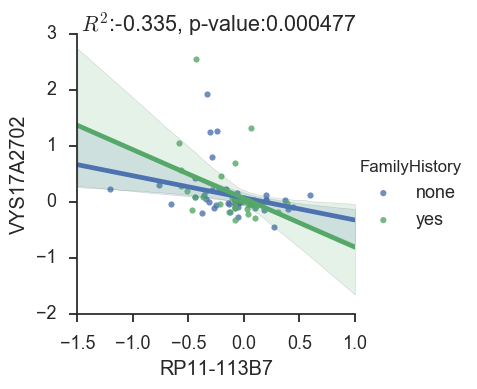 R²:-0.335, p-value:0.000477
3
2
1
0
−1
−2
VYS17A2702
−1.5 −1.0 −0.5 0.0 0.5 1.0
RP11-113B7
FamilyHistory
none
yes